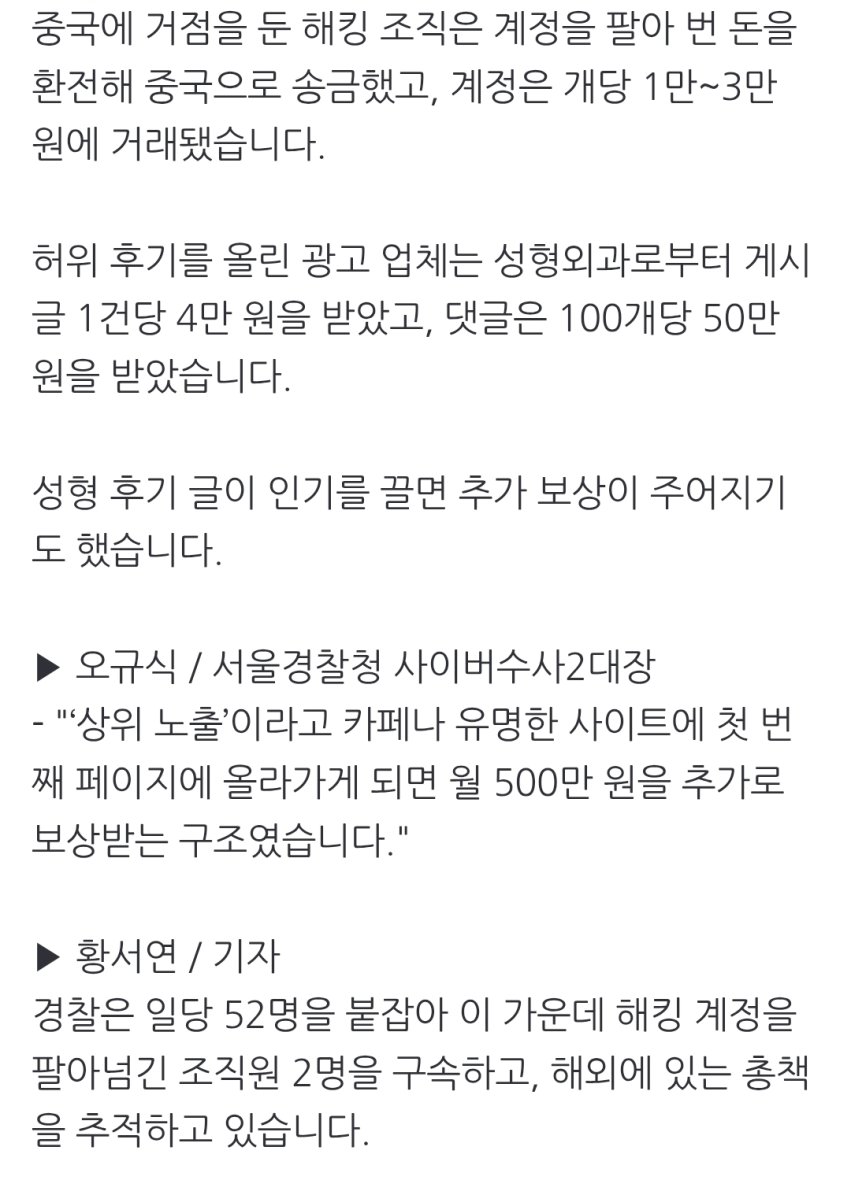 중국에 거점을 둔 해킹 조직은 계정을 팔아 번 돈을
환전해 중국으로 송금했고, 계정은 개당 1만~3만
원에 거래됐습니다.
허위 후기를 올린 광고 업체는 성형외과로부터 게시
글 1건당 4만 원을 받았고, 댓글은 100개당 50만
원을 받았습니다.
성형 후기 글이 인기를 끌면 추가 보상이 주어지기
도 했습니다.
▶ 오규식 / 서울경찰청 사이버수사2대장
- "‘상위 노출’이라고 카페나 유명한 사이트에 첫 번
째 페이지에 올라가게 되면 월 500만 원을 추가로
보상받는 구조였습니다."
▶ 황서연 / 기자
경찰은 일당 52명을 붙잡아 이 가운데 해킹 계정을
팔아넘긴 조직원 2명을 구속하고, 해외에 있는 총책
을 추적하고 있습니다.